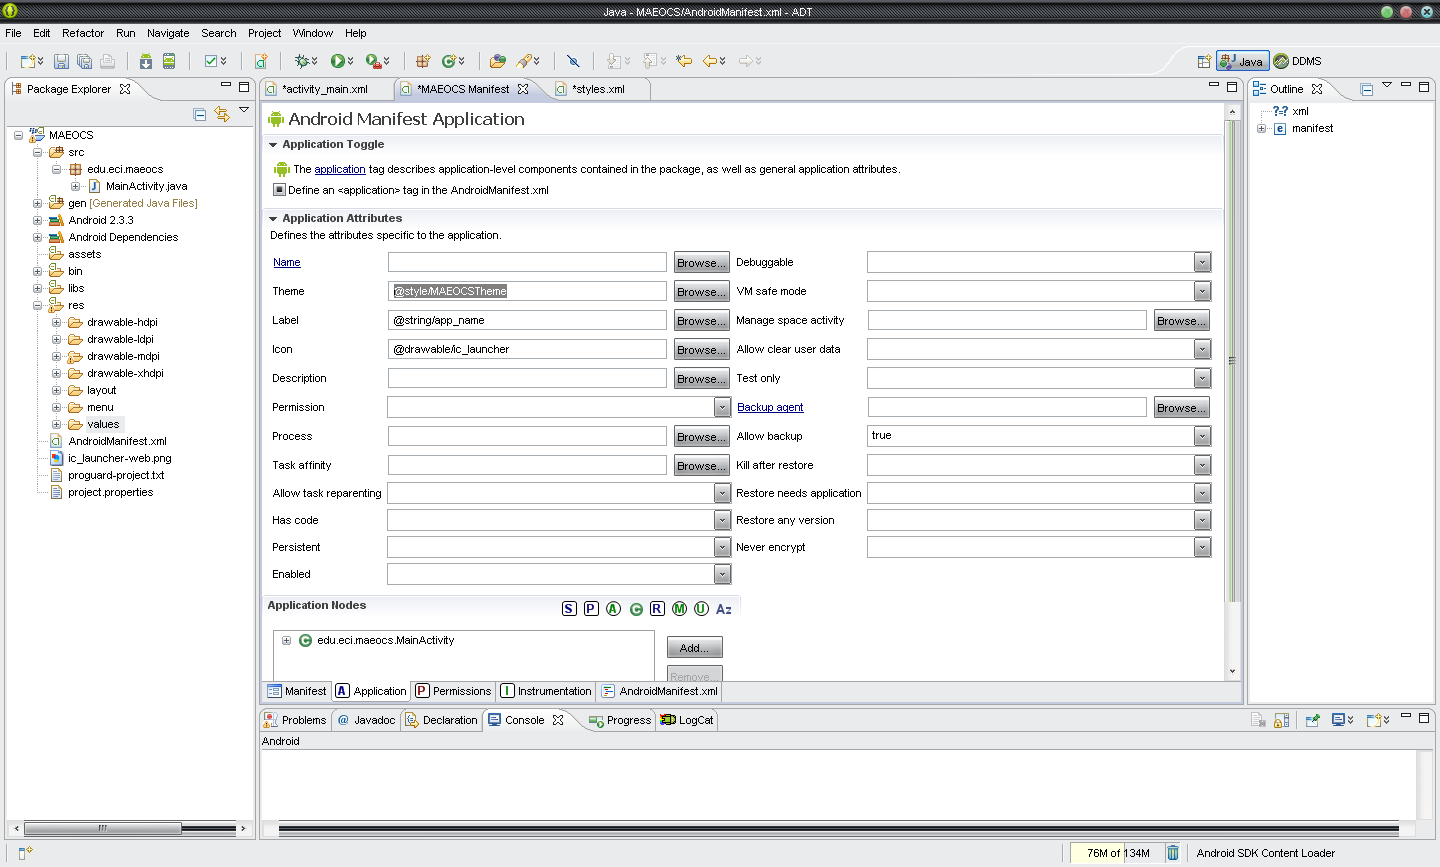 Java - MAEOCS/AndroidManifest.xml - ADT
File Edit Refactor Run Navigate Search Project Window Help
Java DDMS
Package Explorer
MAEOCS
src
edu.eci.maeocs
MainActivity.java
gen [Generated Java Files]
Android 2.3.3
Android Dependencies
assets
bin
libs
res
drawable-hdpi
drawable-ldpi
drawable-mdpi
drawable-xhdpi
layout
menu
values
AndroidManifest.xml
ic_launcher-web.png
proguard-project.txt
project.properties
*activity_main.xml *MAEOCS Manifest *styles.xml
Android Manifest Application
Application Toggle
The application tag describes application-level components contained in the package, as well as general application attributes.
Define an <application> tag in the AndroidManifest.xml
Application Attributes
Defines the attributes specific to the application.
Name Browse... Debuggable
Theme @style/MAEOCSTheme Browse... VM safe mode
Label @string/app_name Browse... Manage space activity Browse...
Icon @drawable/ic_launcher Browse... Allow clear user data
Description Browse... Test only
Permission Backup agent Browse...
Process Browse... Allow backup true
Task affinity Browse... Kill after restore
Allow task reparenting Restore needs application
Has code Restore any version
Persistent Never encrypt
Enabled
Application Nodes S P A C R M U Az
C edu.eci.maeocs.MainActivity
Add...
Remove...
Manifest A Application P Permissions I Instrumentation AndroidManifest.xml
Outline
xml
e manifest
Problems @ Javadoc Declaration Console Progress LogCat
Android
76M of 134M Android SDK Content Loader